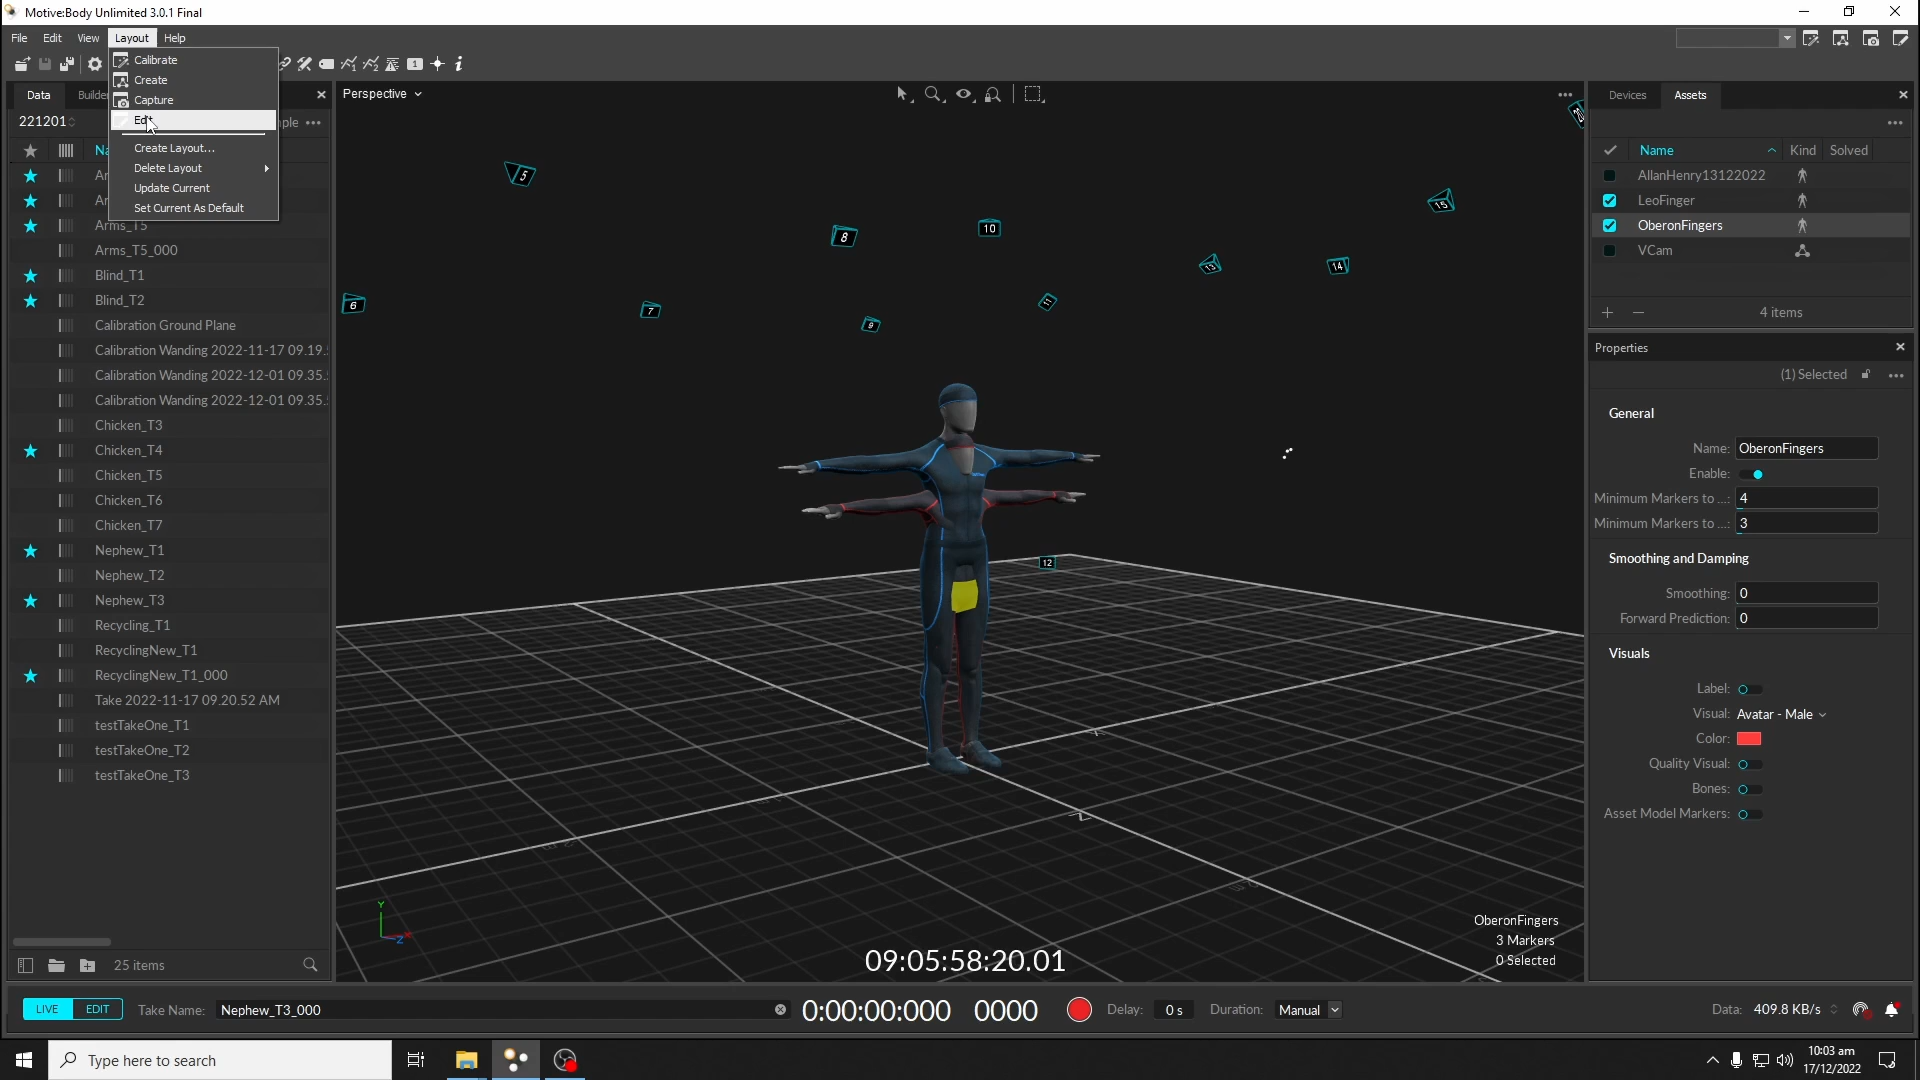 Motive:Body Unlimited 3.0.1 Final
File Edit View Layout Help
Calibrate
Create
Capture
Edit
Create Layout...
Delete Layout
Update Current
Set Current As Default
1
Data
221201
Arms_T5
Arms_T5_000
Blind_T1
Blind_T2
Calibration Ground Plane
Calibration Wanding 2022-11-17 09.19.
Calibration Wanding 2022-12-01 09.35.
Calibration Wanding 2022-12-01 09.35.
Chicken_T3
Chicken_T4
Chicken_T5
Chicken_T6
Chicken_T7
Nephew_T1
Nephew_T2
Nephew_T3
Recycling_T1
RecyclingNew_T1
RecyclingNew_T1_000
Take 2022-11-17 09.20.52 AM
testTakeOne_T1
testTakeOne_T2
testTakeOne_T3
25 items
Perspective
5
8
10
15
13
14
6
7
9
11
12
Y
Z
OberonFingers
3 Markers
0 Selected
09:05:58:20.01
Devices Assets
Name Kind Solved
AllanHenry13122022
LeoFinger
OberonFingers
VCam
4 items
Properties
(1) Selected
General
Name: OberonFingers
Enable:
Minimum Markers to ...: 4
Minimum Markers to ...: 3
Smoothing and Damping
Smoothing: 0
Forward Prediction: 0
Visuals
Label:
Visual: Avatar - Male
Color:
Quality Visual:
Bones:
Asset Model Markers:
LIVE EDIT Take Name: Nephew_T3_000 0:00:00:000 0000 Delay: 0 s Duration: Manual Data: 409.8 KB/s
Type here to search
10:03 am
17/12/2022